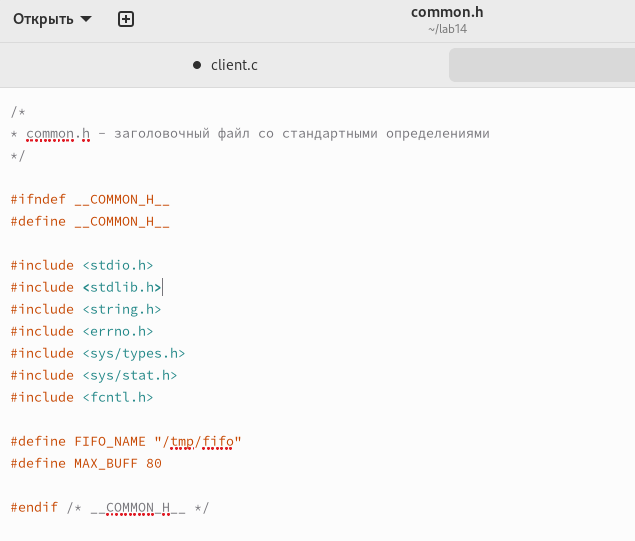 Открыть
common.h
~/lab14
client.c
/*
* common.h - заголовочный файл со стандартными определениями
*/
#ifndef __COMMON_H__
#define __COMMON_H__
#include <stdio.h>
#include <stdlib.h>
#include <string.h>
#include <errno.h>
#include <sys/types.h>
#include <sys/stat.h>
#include <fcntl.h>
#define FIFO_NAME "/tmp/fifo"
#define MAX_BUFF 80
#endif /* __COMMON_H__ */